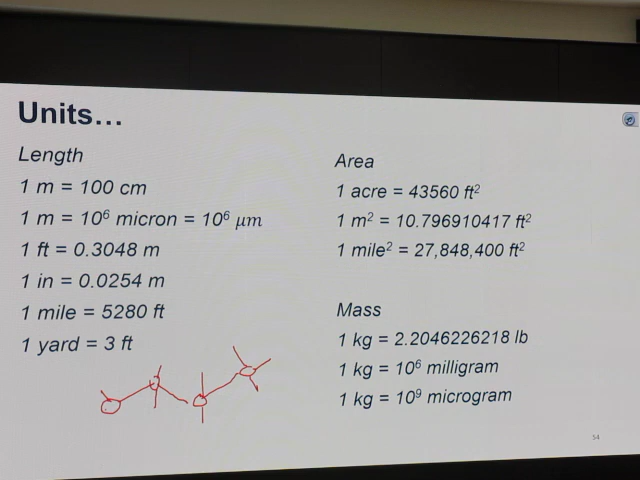 Units...
Length
1 m = 100 cm
1 m = 10⁶ micron = 10⁶ μm
1 ft = 0.3048 m
1 in = 0.0254 m
1 mile = 5280 ft
1 yard = 3 ft
Area
1 acre = 43560 ft²
1 m² = 10.796910417 ft²
1 mile² = 27,848,400 ft²
Mass
1 kg = 2.2046226218 lb
1 kg = 10⁶ milligram
1 kg = 10⁹ microgram
54